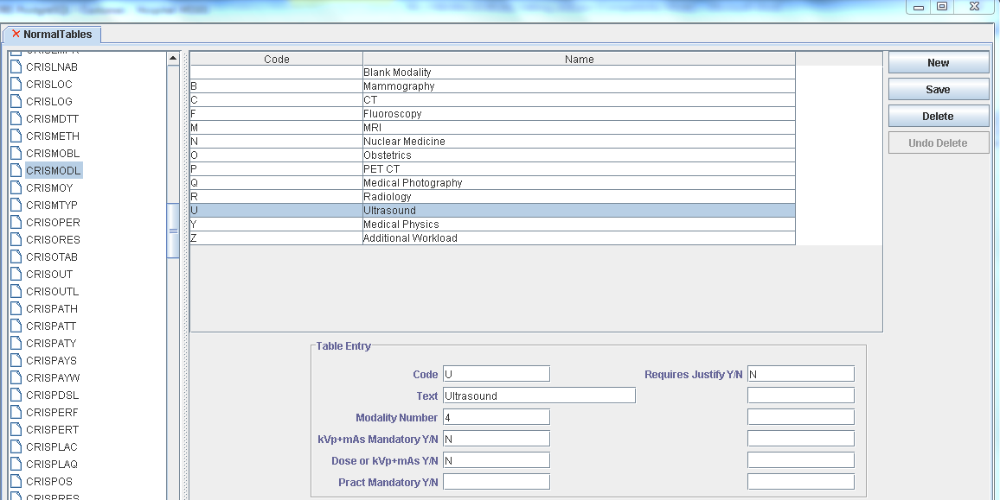 NormalTables
CRISLNAB
CRISLOC
CRISLOG
CRISMDTT
CRISMETH
CRISMOBL
CRISMODL
CRISMOY
CRISMTYP
CRISOPER
CRISORES
CRISOTAB
CRISOUT
CRISOUTL
CRISPATH
CRISPATT
CRISPATY
CRISPAYS
CRISPAYW
CRISPDSL
CRISPERF
CRISPERT
CRISPLAC
CRISPLAQ
CRISPOS
CRISPRES
Code Name
Blank Modality
B Mammography
C CT
F Fluoroscopy
M MRI
N Nuclear Medicine
O Obstetrics
P PET CT
Q Medical Photography
R Radiology
U Ultrasound
Y Medical Physics
Z Additional Workload
New
Save
Delete
Undo Delete
Table Entry
Code U Requires Justify Y/N N
Text Ultrasound
Modality Number 4
kVp+mAs Mandatory Y/N N
Dose or kVp+mAs Y/N N
Pract Mandatory Y/N